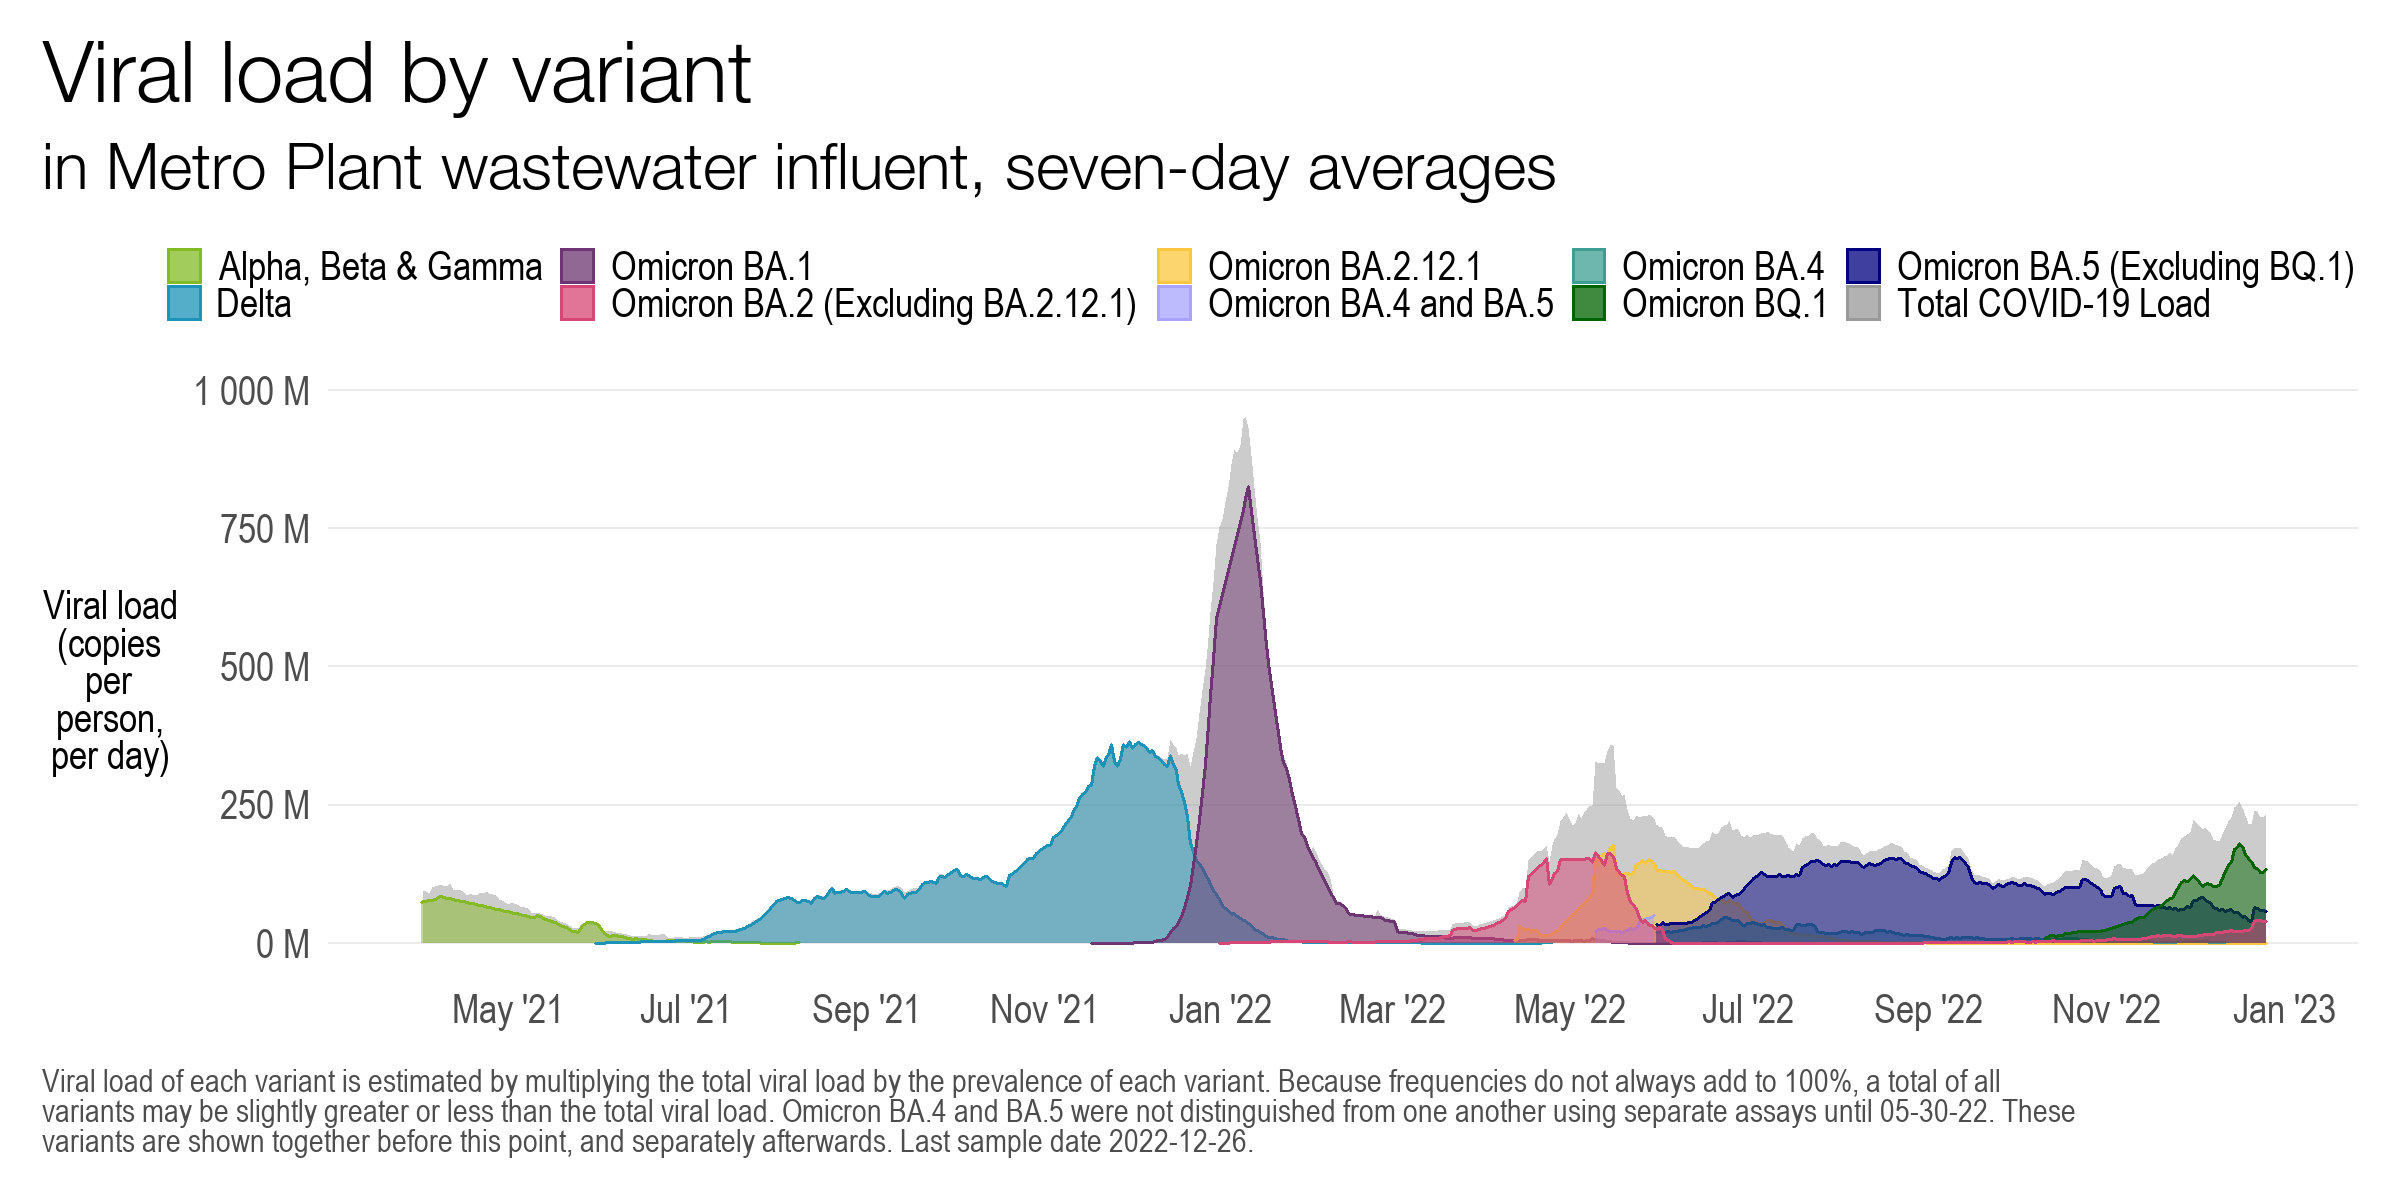 Viral load by variant
in Metro Plant wastewater influent, seven-day averages
Alpha, Beta & Gamma
Omicron BA.1
Omicron BA.2.12.1
Omicron BA.4
Omicron BA.5 (Excluding BQ.1)
Delta
Omicron BA.2 (Excluding BA.2.12.1)
Omicron BA.4 and BA.5
Omicron BQ.1
Total COVID-19 Load
1 000 M
750 M
500 M
250 M
0 M
Viral load
(copies
per
person,
per day)
May '21
Jul '21
Sep '21
Nov '21
Jan '22
Mar '22
May '22
Jul '22
Sep '22
Nov '22
Jan '23
Viral load of each variant is estimated by multiplying the total viral load by the prevalence of each variant. Because frequencies do not always add to 100%, a total of all
variants may be slightly greater or less than the total viral load. Omicron BA.4 and BA.5 were not distinguished from one another using separate assays until 05-30-22. These
variants are shown together before this point, and separately afterwards. Last sample date 2022-12-26.